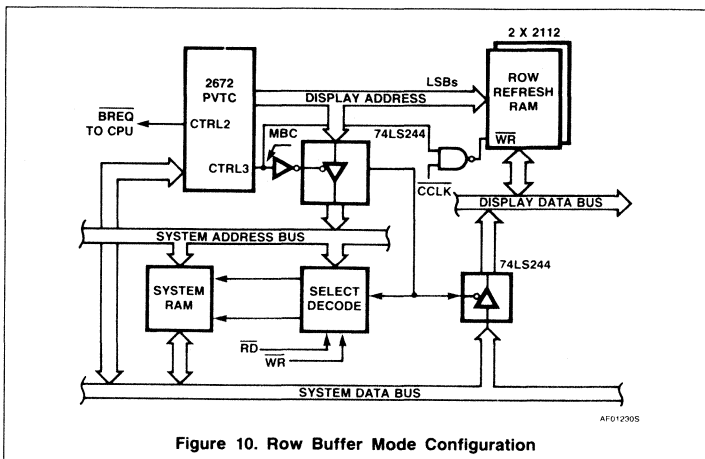 2 X 2112
2672
PVTC
LSBs
DISPLAY ADDRESS
ROW
REFRESH
RAM
BREQ
TO CPU
CTRL2
MBC
74LS244
WR
CTRL3
CCLK
DISPLAY DATA BUS
SYSTEM ADDRESS BUS
74LS244
SYSTEM
RAM
SELECT
DECODE
RD
WR
SYSTEM DATA BUS
AF01230S
Figure 10. Row Buffer Mode Configuration